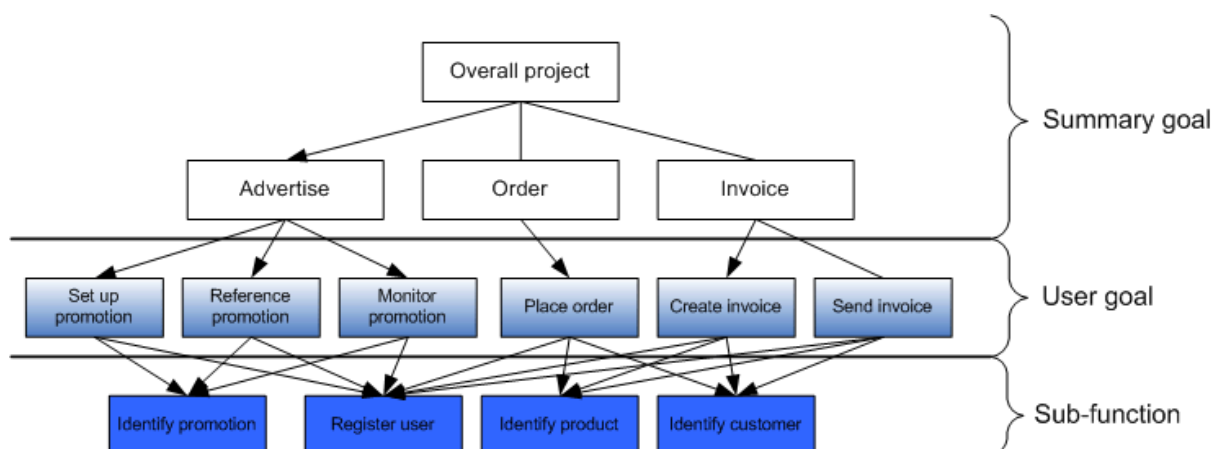 Overall project
Summary goal
Advertise
Order
Invoice
Set up
promotion
Reference
promotion
Monitor
promotion
Place order
Create invoice
Send invoice
User goal
Identify promotion
Register user
Identify product
Identify customer
Sub-function